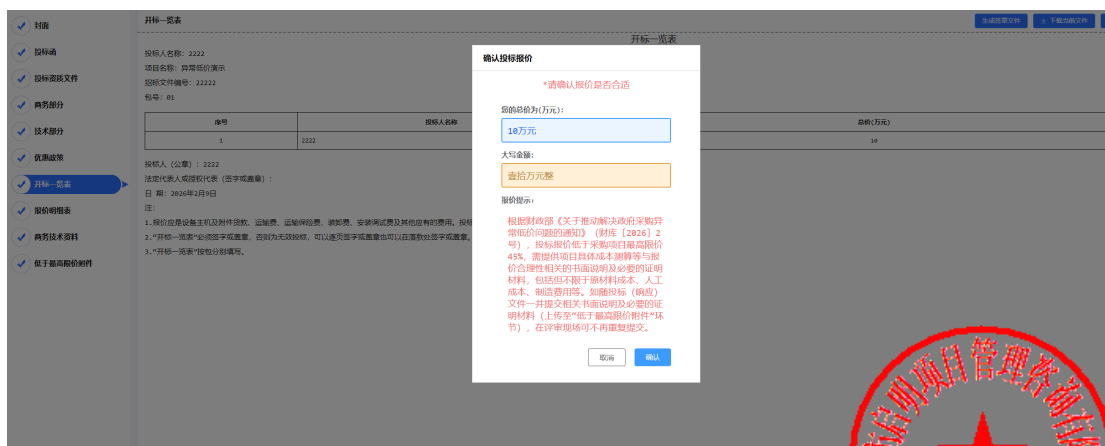 封面
投标函
投标资质文件
商务部分
技术部分
优惠政策
开标一览表
报价明细表
商务技术资料
低于最高限价附件
开标一览表
生成签章文件
下载当前文件
开标一览表
投标人名称: 2222
项目名称: 异常低价演示
招标文件编号: 22222
包号: 01
序号 投标人名称 总价(万元)
1 2222 10
投标人（公章）: 2222
法定代表人或授权代表（签字或盖章）:
日 期: 2026年2月9日
注:
1.报价应是设备主机及附件货款、运输费、运输保险费、装卸费、安装调试费及其他应有的费用。投标
2.“开标一览表”必须签字或盖章, 否则为无效投标, 可以逐页签字或盖章也可以在落款处签字或盖章。
3.“开标一览表”按包分别填写。
确认投标报价
*请确认报价是否合适
您的总价为(万元):
10万元
大写金额:
壹拾万元整
报价提示:
根据财政部《关于推动解决政府采购异
常低价问题的通知》（财库〔2026〕2
号）, 投标报价低于采购项目最高限价
45%, 需提供项目具体成本测算等与报
价合理性相关的书面说明及必要的证明
材料, 包括但不限于原材料成本、人工
成本、制造费用等。如随投标（响应）
文件一并提交相关书面说明及必要的证
明材料（上传至“低于最高限价附件”环
节）, 在评审现场可不再重复提交。
取消
确认
明项目管理咨询